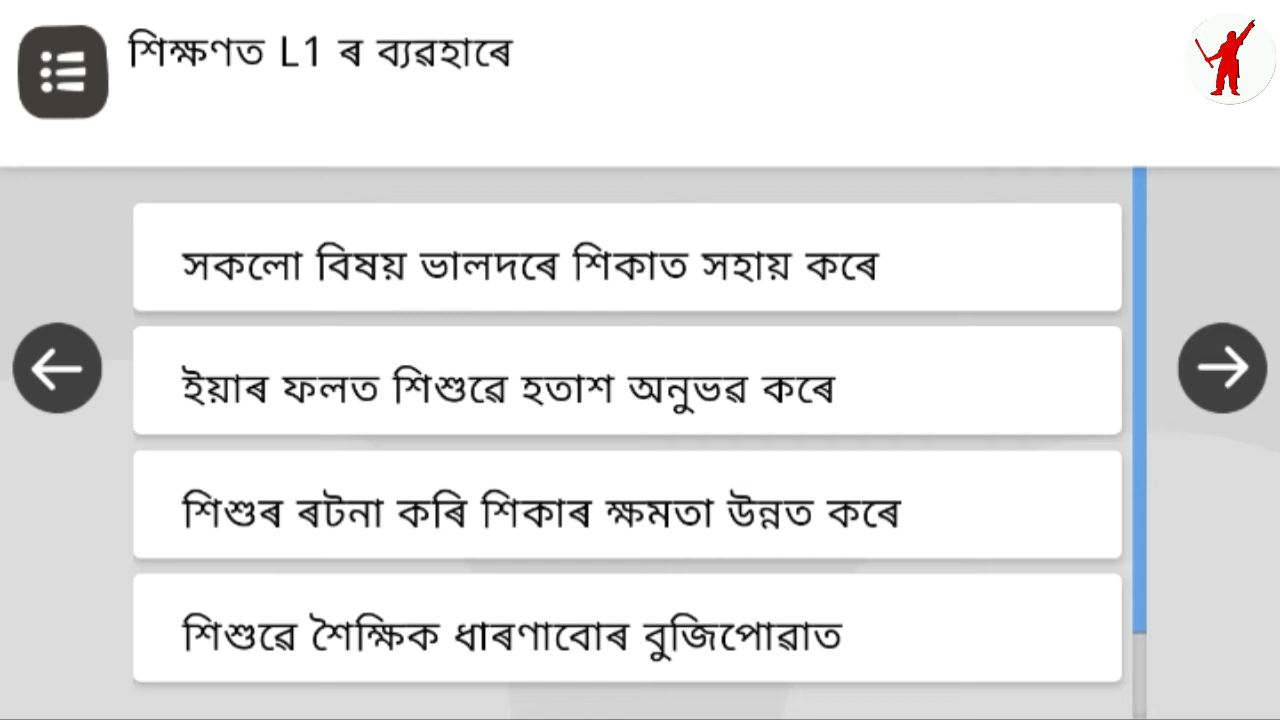 শিক্ষণত L1 ৰ ব্যৱহাৰে
সকলো বিষয় ভালদৰে শিকাত সহায় কৰে
ইয়াৰ ফলত শিশুৱে হতাশ অনুভৱ কৰে
শিশুৰ ৰটনা কৰি শিকাৰ ক্ষমতা উন্নত কৰে
শিশুৱে শৈক্ষিক ধাৰণাবোৰ বুজিপোৱাত